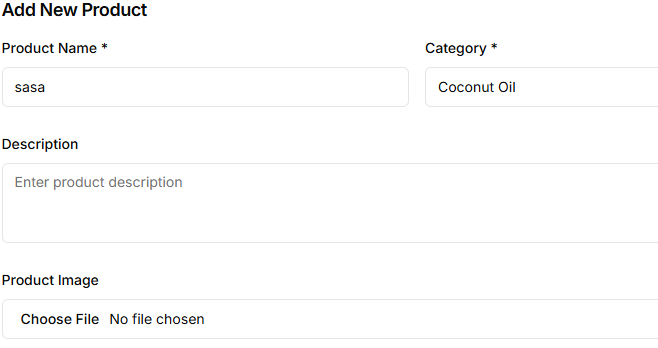 Add New Product
Product Name * Category *
sasa Coconut Oil
Description
Enter product description
Product Image
Choose File No file chosen